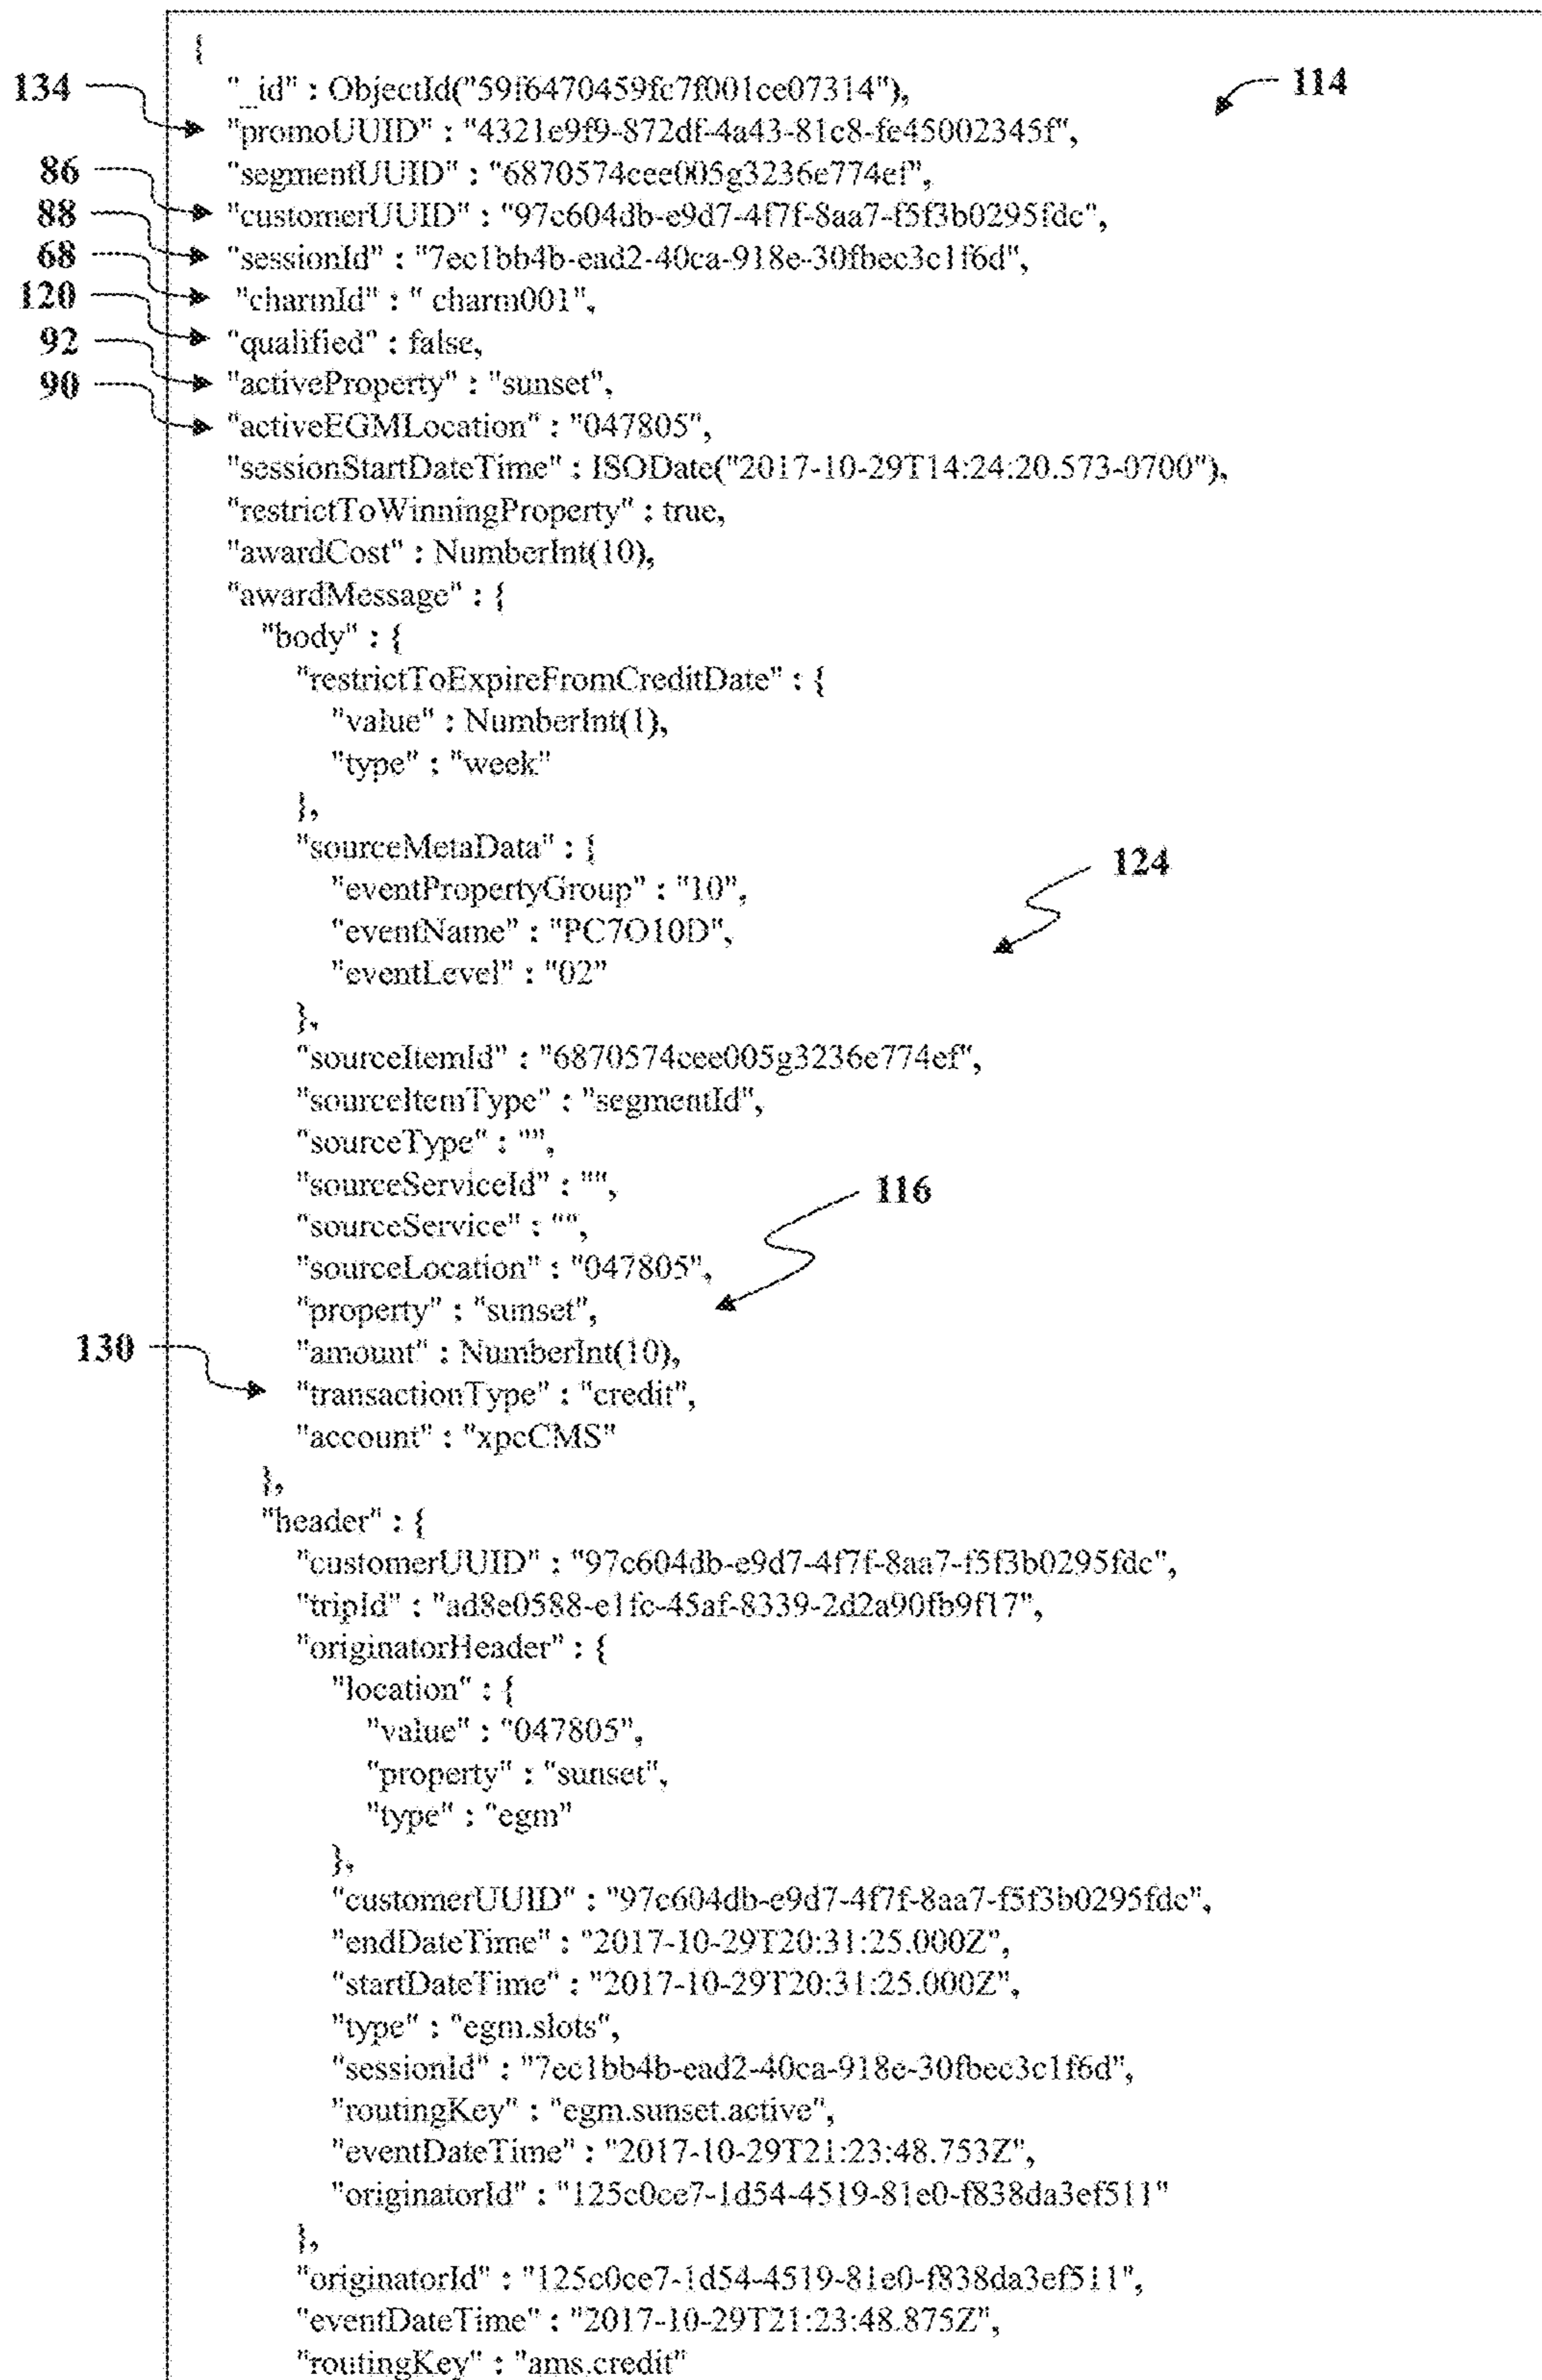 {
"_id" : ObjectId("59f6470459fc7f001ce07314"),
114
134
"promoUUID" : "4321e9f9-872df-4a43-81c8-fe45002345f",
"segmentUUID" : "6870574cee005g3236e774ef",
86
"customerUUID" : "97c604db-e9d7-4f7f-8aa7-f5f3b0295fdc",
88
"sessionId" : "7ec1bb4b-ead2-40ca-918e-30fbec3c1f6d",
68
"charmId" : " charm001",
120
"qualified" : false,
92
"activeProperty" : "sunset",
90
"activeEGMLocation" : "047805",
"sessionStartDateTime" : ISODate("2017-10-29T14:24:20.573-0700"),
"restrictToWinningProperty" : true,
"awardCost" : NumberInt(10),
"awardMessage" : {
"body" : {
"restrictToExpireFromCreditDate" : {
"value" : NumberInt(1),
"type" : "week"
},
"sourceMetaData" : {
124
"eventPropertyGroup" : "10",
"eventName" : "PC7O10D",
"eventLevel" : "02"
},
"sourceItemId" : "6870574cee005g3236e774ef",
"sourceItemType" : "segmentId",
"sourceType" : "",
"sourceServiceId" : "",
116
"sourceService" : "",
"sourceLocation" : "047805",
"property" : "sunset",
"amount" : NumberInt(10),
130
"transactionType" : "credit",
"account" : "xpcCMS"
},
"header" : {
"customerUUID" : "97c604db-e9d7-4f7f-8aa7-f5f3b0295fdc",
"tripId" : "ad8e0588-e1fc-45af-8339-2d2a90fb9f17",
"originatorHeader" : {
"location" : {
"value" : "047805",
"property" : "sunset",
"type" : "egm"
},
"customerUUID" : "97c604db-e9d7-4f7f-8aa7-f5f3b0295fdc",
"endDateTime" : "2017-10-29T20:31:25.000Z",
"startDateTime" : "2017-10-29T20:31:25.000Z",
"type" : "egm.slots",
"sessionId" : "7ec1bb4b-ead2-40ca-918e-30fbec3c1f6d",
"routingKey" : "egm.sunset.active",
"eventDateTime" : "2017-10-29T21:23:48.753Z",
"originatorId" : "125c0ce7-1d54-4519-81e0-f838da3ef511"
},
"originatorId" : "125c0ce7-1d54-4519-81e0-f838da3ef511",
"eventDateTime" : "2017-10-29T21:23:48.875Z",
"routingKey" : "ams.credit"